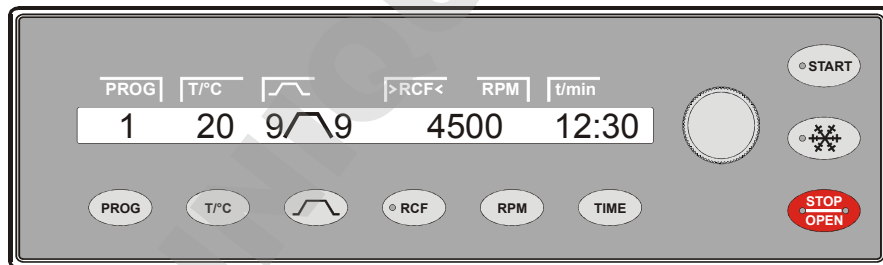 START
PROG T/°C >RCF< RPM t/min
1 20 9 9 4500 12:30
PROG T/°C RCF RPM TIME
STOP
OPEN